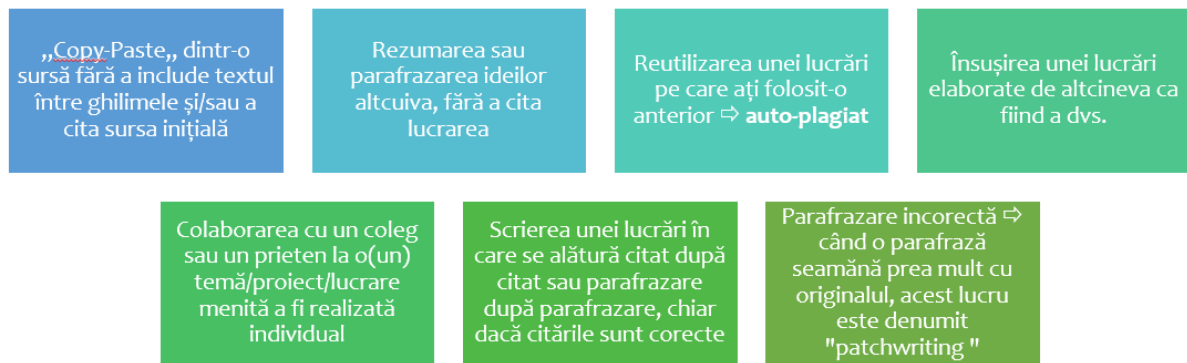 ,,Copy-Paste,, dintr-o
sursă fără a include textul
între ghilimele și/sau a
cita sursa inițială
Rezumarea sau
parafrazarea ideilor
altcuiva, fără a cita
lucrarea
Reutilizarea unei lucrări
pe care ați folosit-o
anterior ⇨ auto-plagiat
Însușirea unei lucrări
elaborate de altcineva ca
fiind a dvs.
Colaborarea cu un coleg
sau un prieten la o(un)
temă/proiect/lucrare
menită a fi realizată
individual
Scrierea unei lucrări în
care se alătură citat după
citat sau parafrazare
după parafrazare, chiar
dacă citările sunt corecte
Parafrazare incorectă ⇨
când o parafrază
seamănă prea mult cu
originalul, acest lucru
este denumit
"patchwriting "